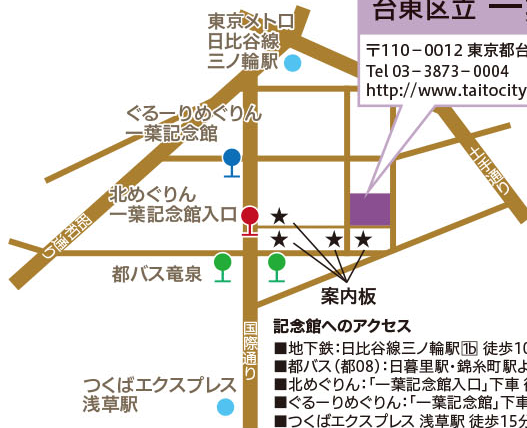 台東区立 一
東京メトロ
日比谷線
三ノ輪駅
〒110−0012 東京都台
Tel 03−3873−0004
http://www.taitocity
ぐるーりめぐりん
一葉記念館
土手通り
北めぐりん
一葉記念館入口
昭和通り
都バス竜泉
案内板
国際通り
つくばエクスプレス
浅草駅
記念館へのアクセス
■地下鉄：日比谷線三ノ輪駅1b 徒歩10
■都バス（都08）：日暮里駅・錦糸町駅よ
■北めぐりん：「一葉記念館入口」下車
■ぐるーりめぐりん：「一葉記念館」下車
■つくばエクスプレス 浅草駅 徒歩15分